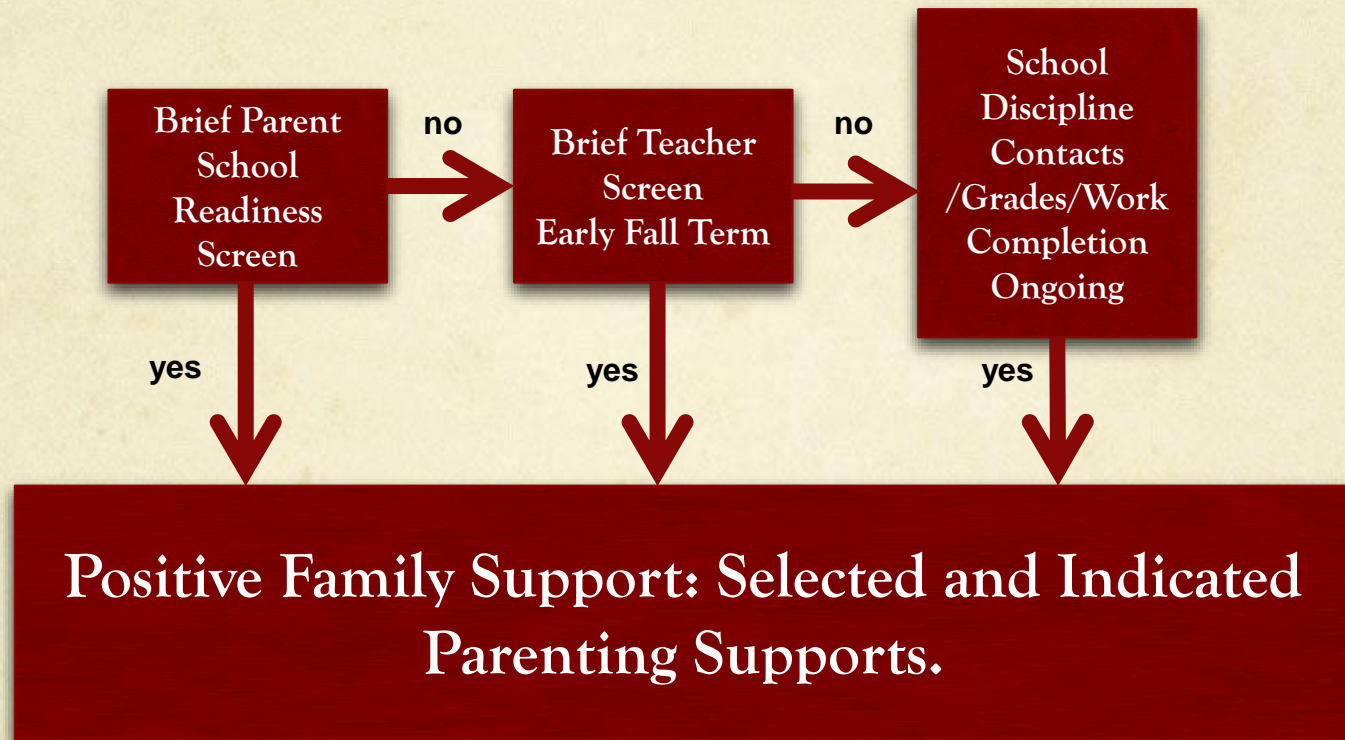 Brief Parent
School
Readiness
Screen
no
Brief Teacher
Screen
Early Fall Term
no
School
Discipline
Contacts
/Grades/Work
Completion
Ongoing
yes
yes
yes
Positive Family Support: Selected and Indicated
Parenting Supports.